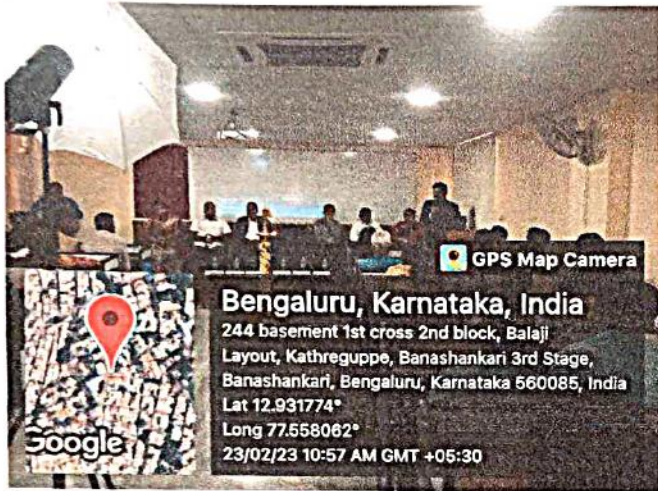 GPS Map Camera
Bengaluru, Karnataka, India
244 basement 1st cross 2nd block, Balaji
Layout, Kathreguppe, Banashankari 3rd Stage,
Banashankari, Bengaluru, Karnataka 560085, India
Lat 12.931774°
Long 77.558062°
23/02/23 10:57 AM GMT +05:30
Google